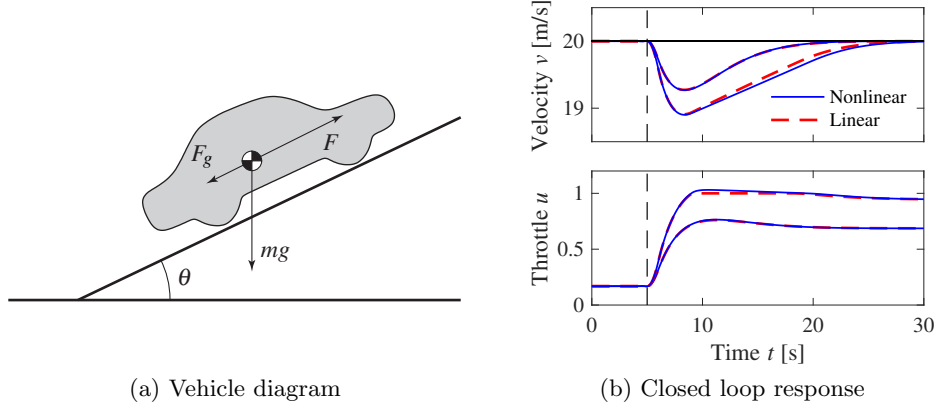 F_g
F
mg
θ
(a) Vehicle diagram
Velocity v [m/s]
20
19
Nonlinear
Linear
Throttle u
1
0.5
0
0 10 20 30
Time t [s]
(b) Closed loop response